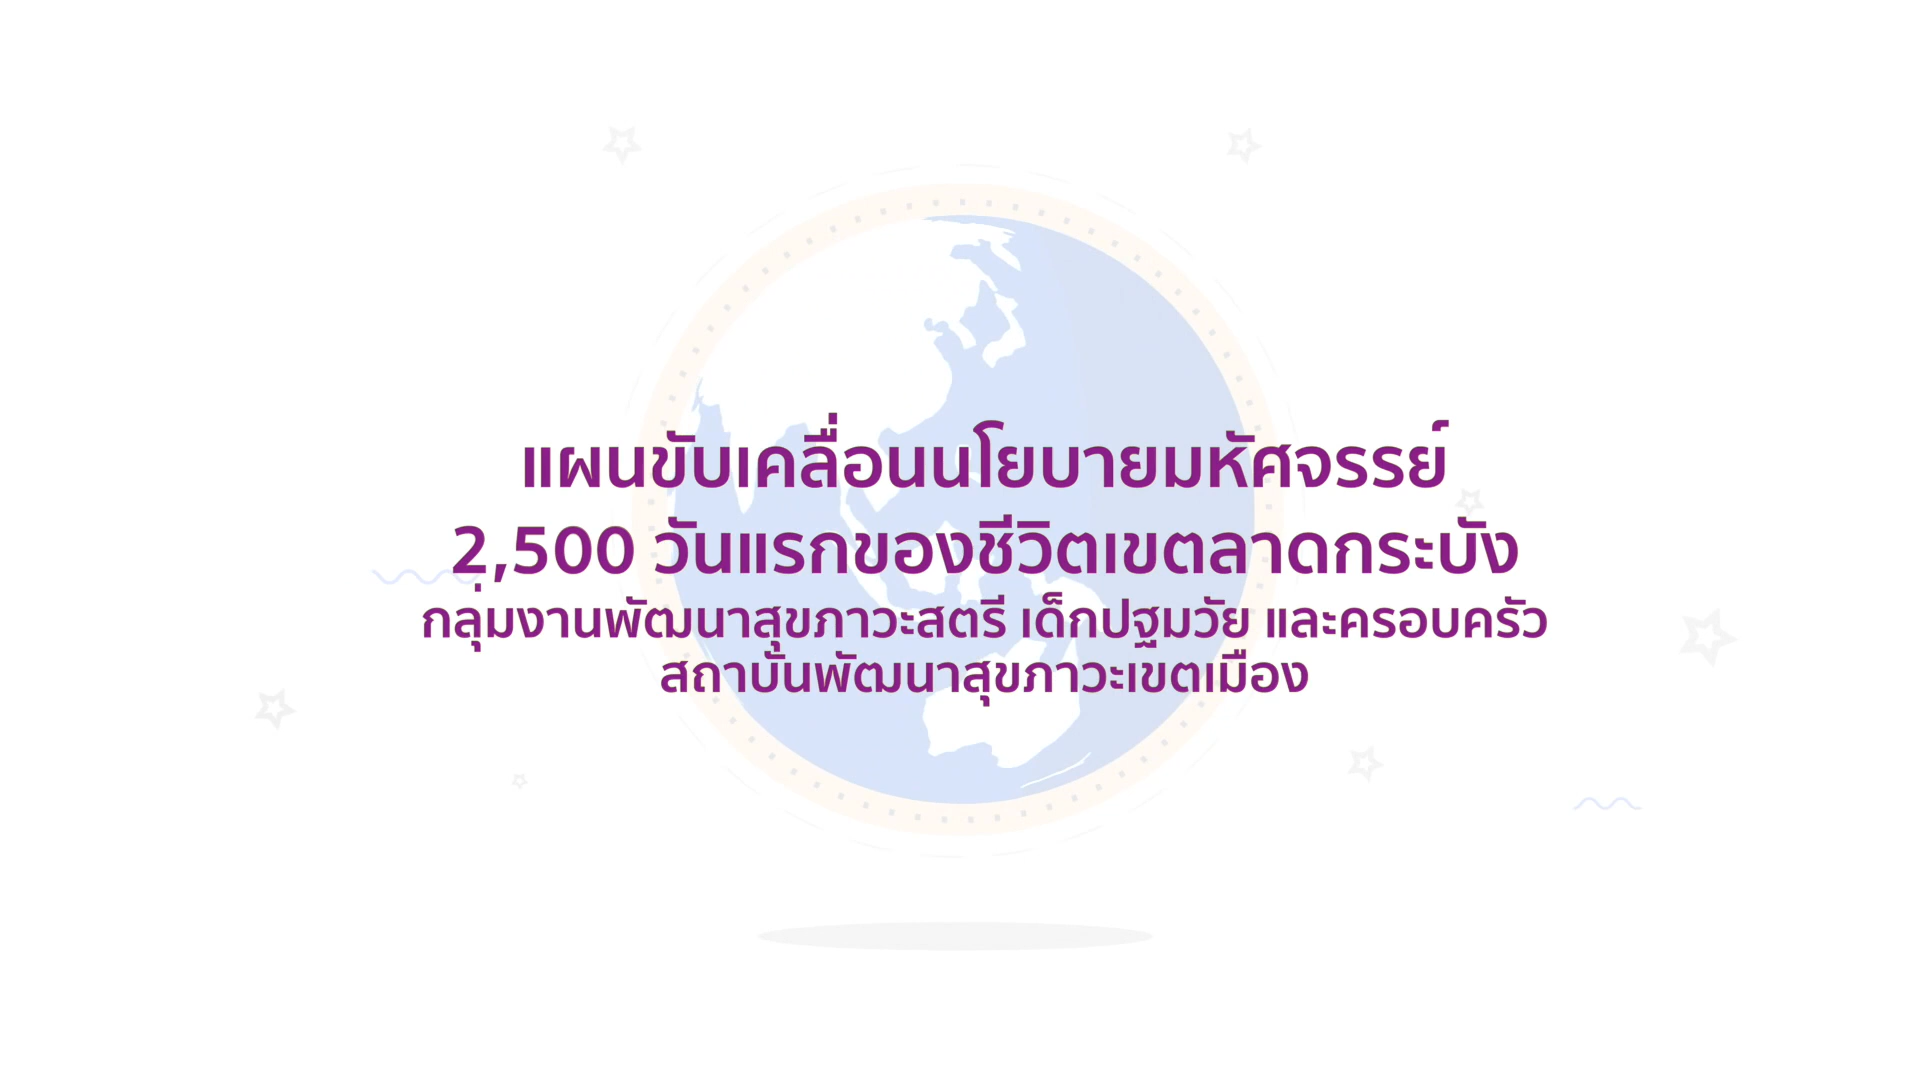 แผนขับเคลื่อนนโยบายมหัศจรรย์
2,500 วันแรกของชีวิตเขตลาดกระบัง
กลุ่มงานพัฒนาสุขภาวะสตรี เด็กปฐมวัย และครอบครัว
สถาบันพัฒนาสุขภาวะเขตเมือง